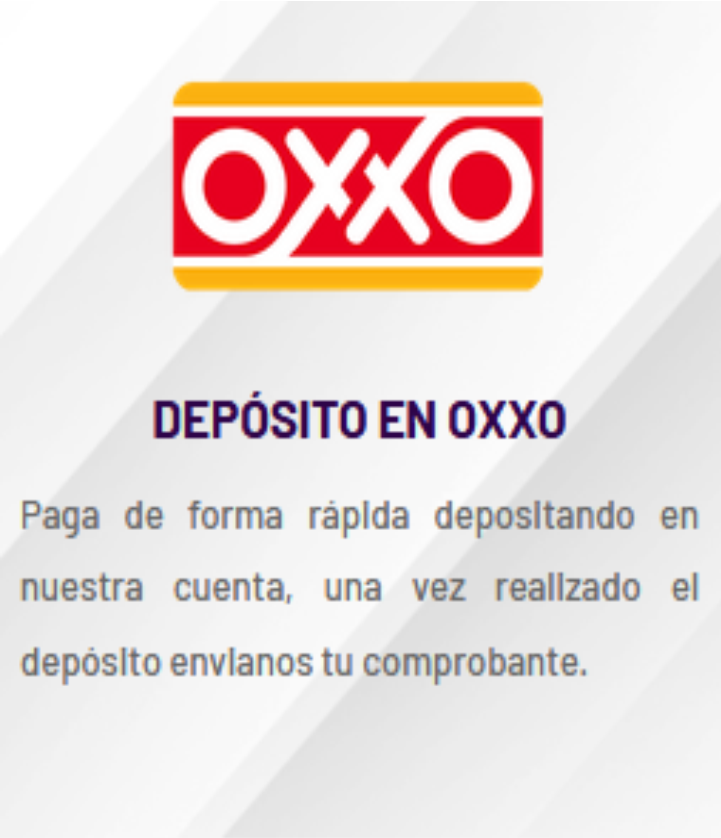 OXXO
DEPÓSITO EN OXXO
Paga de forma rápida depositando en
nuestra cuenta, una vez realizado el
depósito envianos tu comprobante.